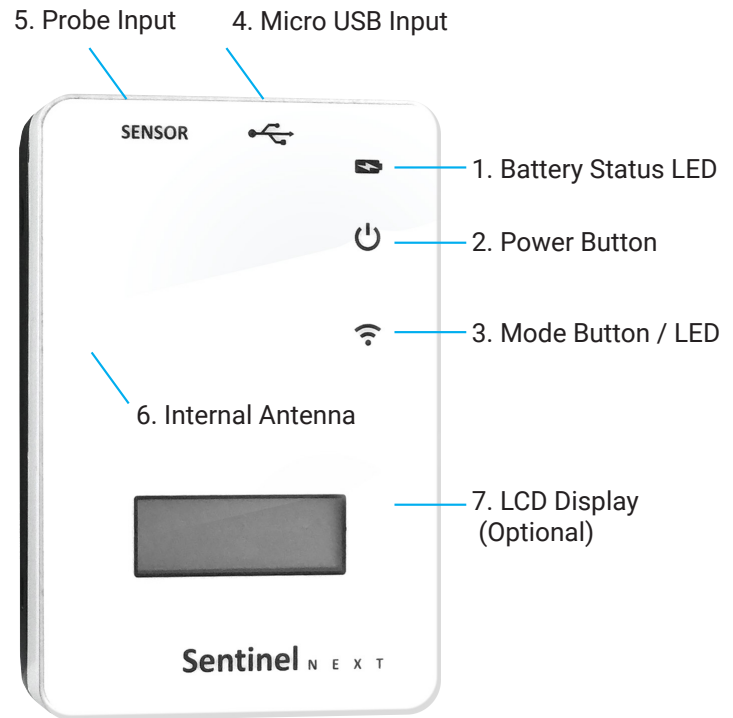 5. Probe Input
4. Micro USB Input
SENSOR
1. Battery Status LED
2. Power Button
3. Mode Button / LED
6. Internal Antenna
7. LCD Display
(Optional)
Sentinel NEXT